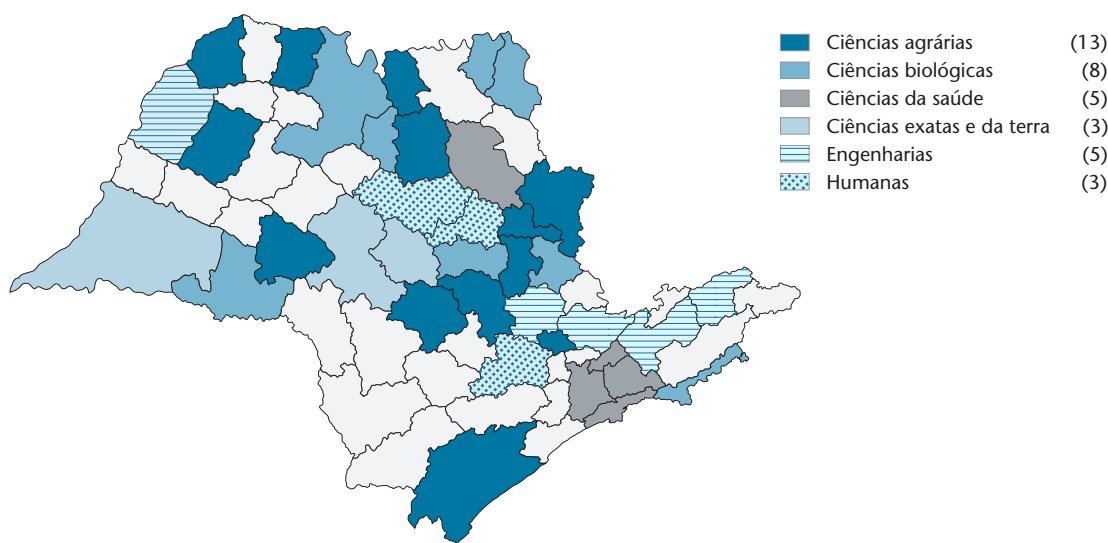 Ciências agrárias (13)
Ciências biológicas (8)
Ciências da saúde (5)
Ciências exatas e da terra (3)
Engenharias (5)
Humanas (3)